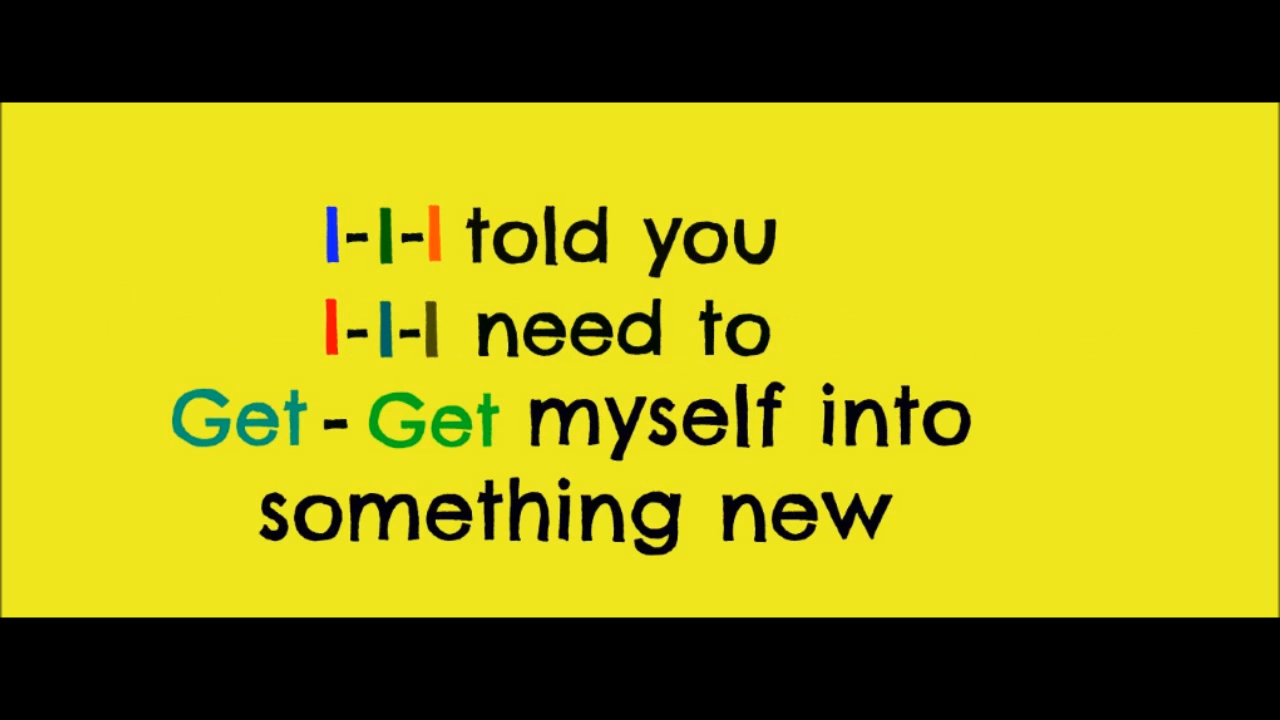 I-I-I told you
I-I-I need to
Get - Get myself into
something new